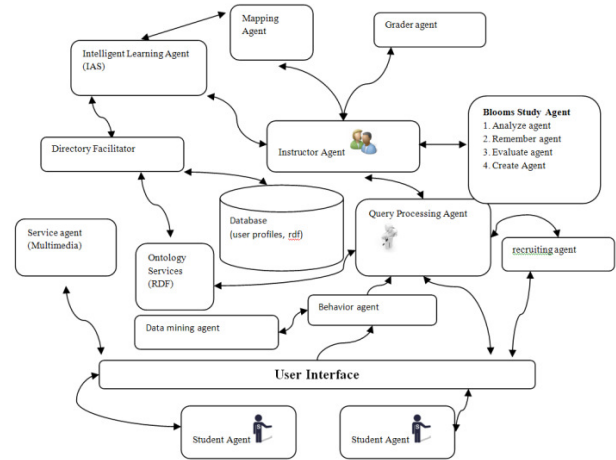 Mapping
Agent
Grader agent
Intelligent Learning Agent
(IAS)
Blooms Study Agent
1. Analyze agent
2. Remember agent
3. Evaluate agent
4. Create Agent
Instructor Agent
Directory Facilitator
Database
(user profiles, rdf)
Query Processing Agent
Service agent
(Multimedia)
Ontology
Services
(RDF)
recruiting agent
Behavior agent
Data mining agent
User Interface
Student Agent
Student Agent